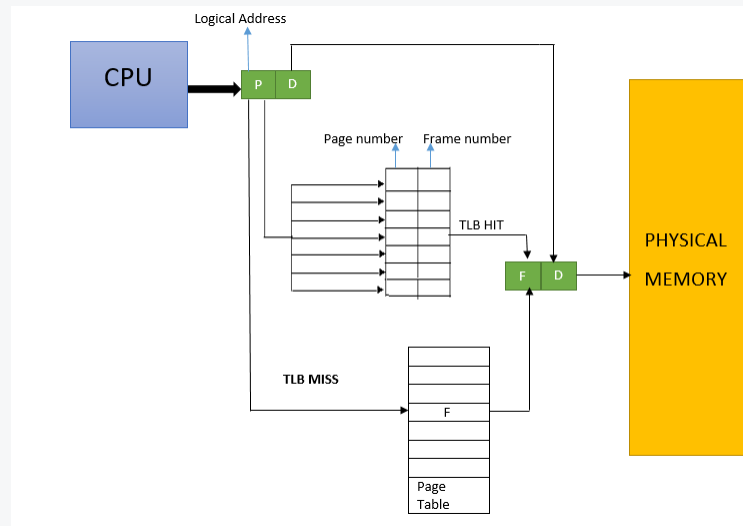 Logical Address
CPU
P D
Page number Frame number
TLB HIT
F D
PHYSICAL
MEMORY
TLB MISS
F
Page
Table